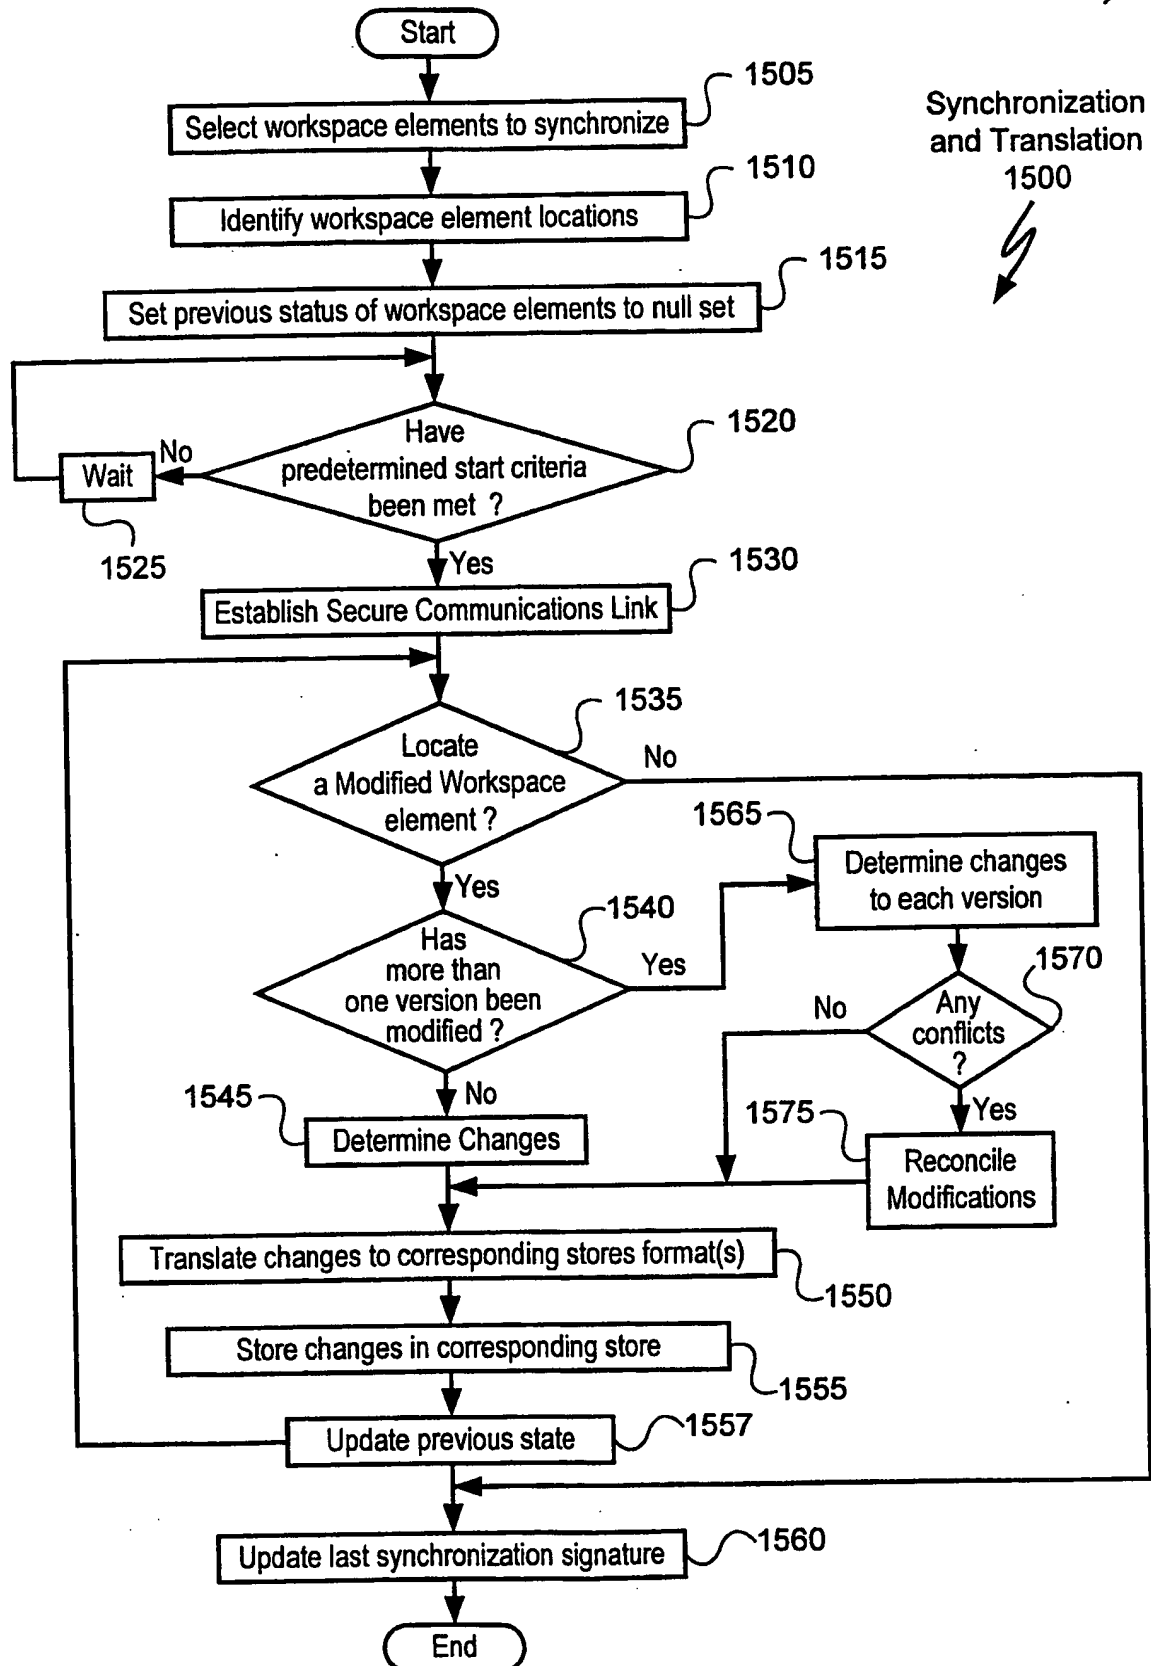 Start
1505
Select workspace elements to synchronize
Synchronization
and Translation
1500
1510
Identify workspace element locations
1515
Set previous status of workspace elements to null set
1520
Have
predetermined start criteria
been met ?
No
Wait
1525
Yes
1530
Establish Secure Communications Link
1535
Locate
a Modified Workspace
element ?
No
Yes
1565
Determine changes
to each version
1540
Has
more than
one version been
modified ?
Yes
1570
Any
conflicts
?
No
Yes
No
1545
Determine Changes
1575
Reconcile
Modifications
Translate changes to corresponding stores format(s)
1550
Store changes in corresponding store
1555
Update previous state
1557
Update last synchronization signature
1560
End